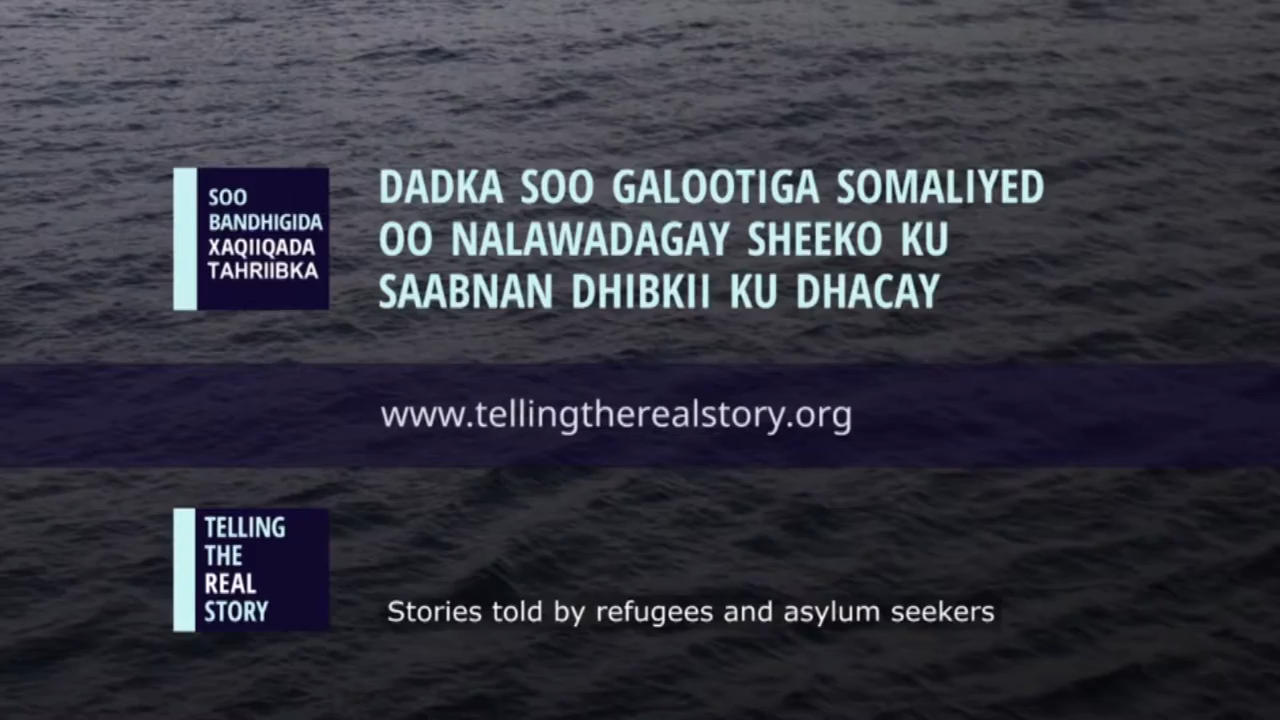 SOO
BANDHIGIDA
XAQIIQADA
TAHRIIBKA
DADKA SOO GALOOTIGA SOMALIYED
OO NALAWADAGAY SHEEKO KU
SAABNAN DHIBKII KU DHACAY
www.tellingtherealstory.org
TELLING
THE
REAL
STORY
Stories told by refugees and asylum seekers